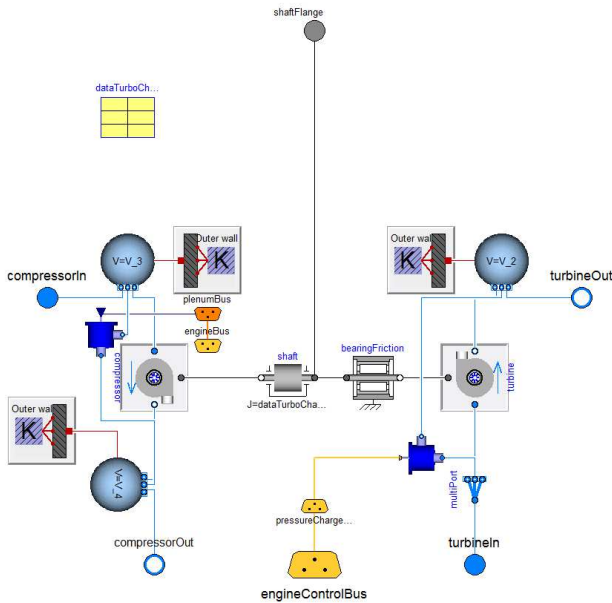 shaftFlange
dataTurboCh...
Outer wall
K
V=V_3
Outer wall
K
V=V_2
compressorIn
turbineOut
plenumBus
engineBus
compressor
shaft
bearingFriction
turbine
J=dataTurboCha...
Outer wall
K
V=V_4
multiPort
pressureCharge...
compressorOut
turbineIn
engineControlBus